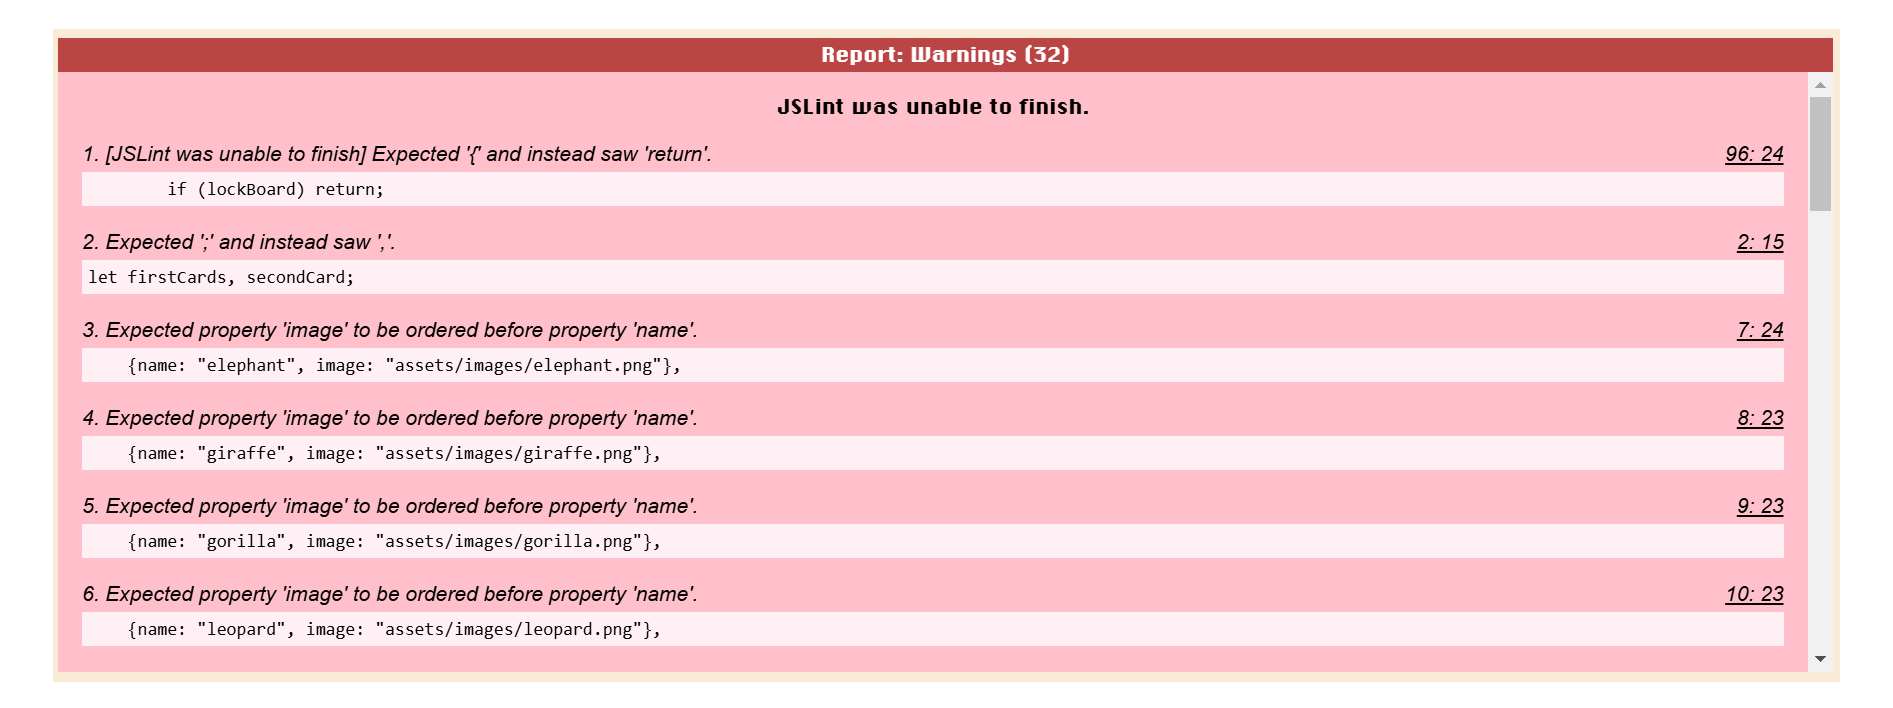 Report: Warnings (32)
JSLint was unable to finish.
1. [JSLint was unable to finish] Expected '{' and instead saw 'return'. 96: 24
if (lockBoard) return;
2. Expected ';' and instead saw ','. 2: 15
let firstCards, secondCard;
3. Expected property 'image' to be ordered before property 'name'. 7: 24
{name: "elephant", image: "assets/images/elephant.png"},
4. Expected property 'image' to be ordered before property 'name'. 8: 23
{name: "giraffe", image: "assets/images/giraffe.png"},
5. Expected property 'image' to be ordered before property 'name'. 9: 23
{name: "gorilla", image: "assets/images/gorilla.png"},
6. Expected property 'image' to be ordered before property 'name'. 10: 23
{name: "leopard", image: "assets/images/leopard.png"},